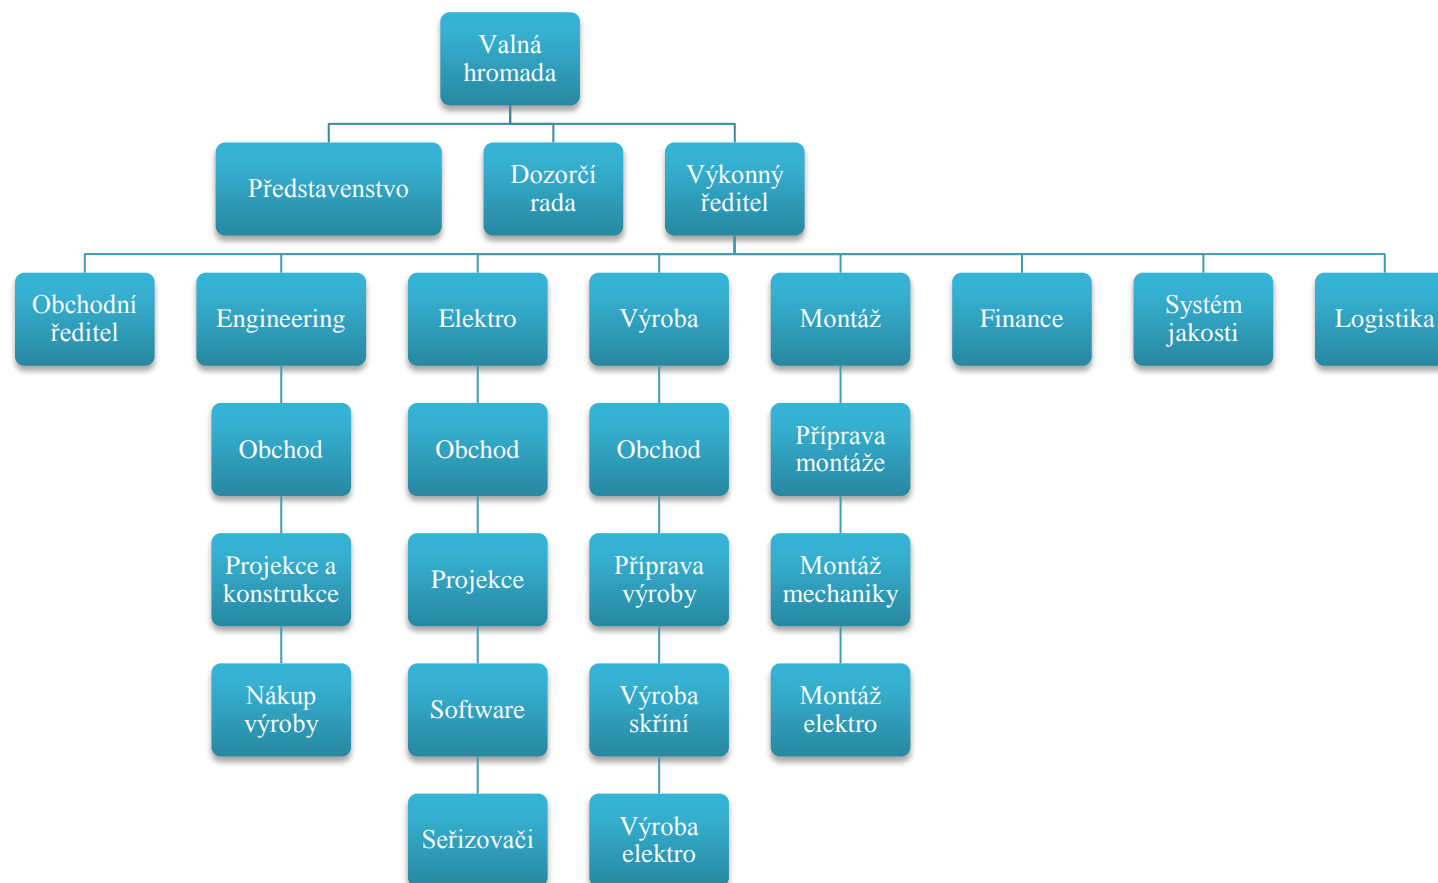 Valná
hromada
Představenstvo
Dozorčí
rada
Výkonný
ředitel
Obchodní
ředitel
Engineering
Elektro
Výroba
Montáž
Finance
Systém
jakosti
Logistika
Obchod
Obchod
Obchod
Příprava
montáže
Projekce a
konstrukce
Projekce
Příprava
výroby
Montáž
mechaniky
Nákup
výroby
Software
Výroba
skříní
Montáž
elektro
Seřizovači
Výroba
elektro